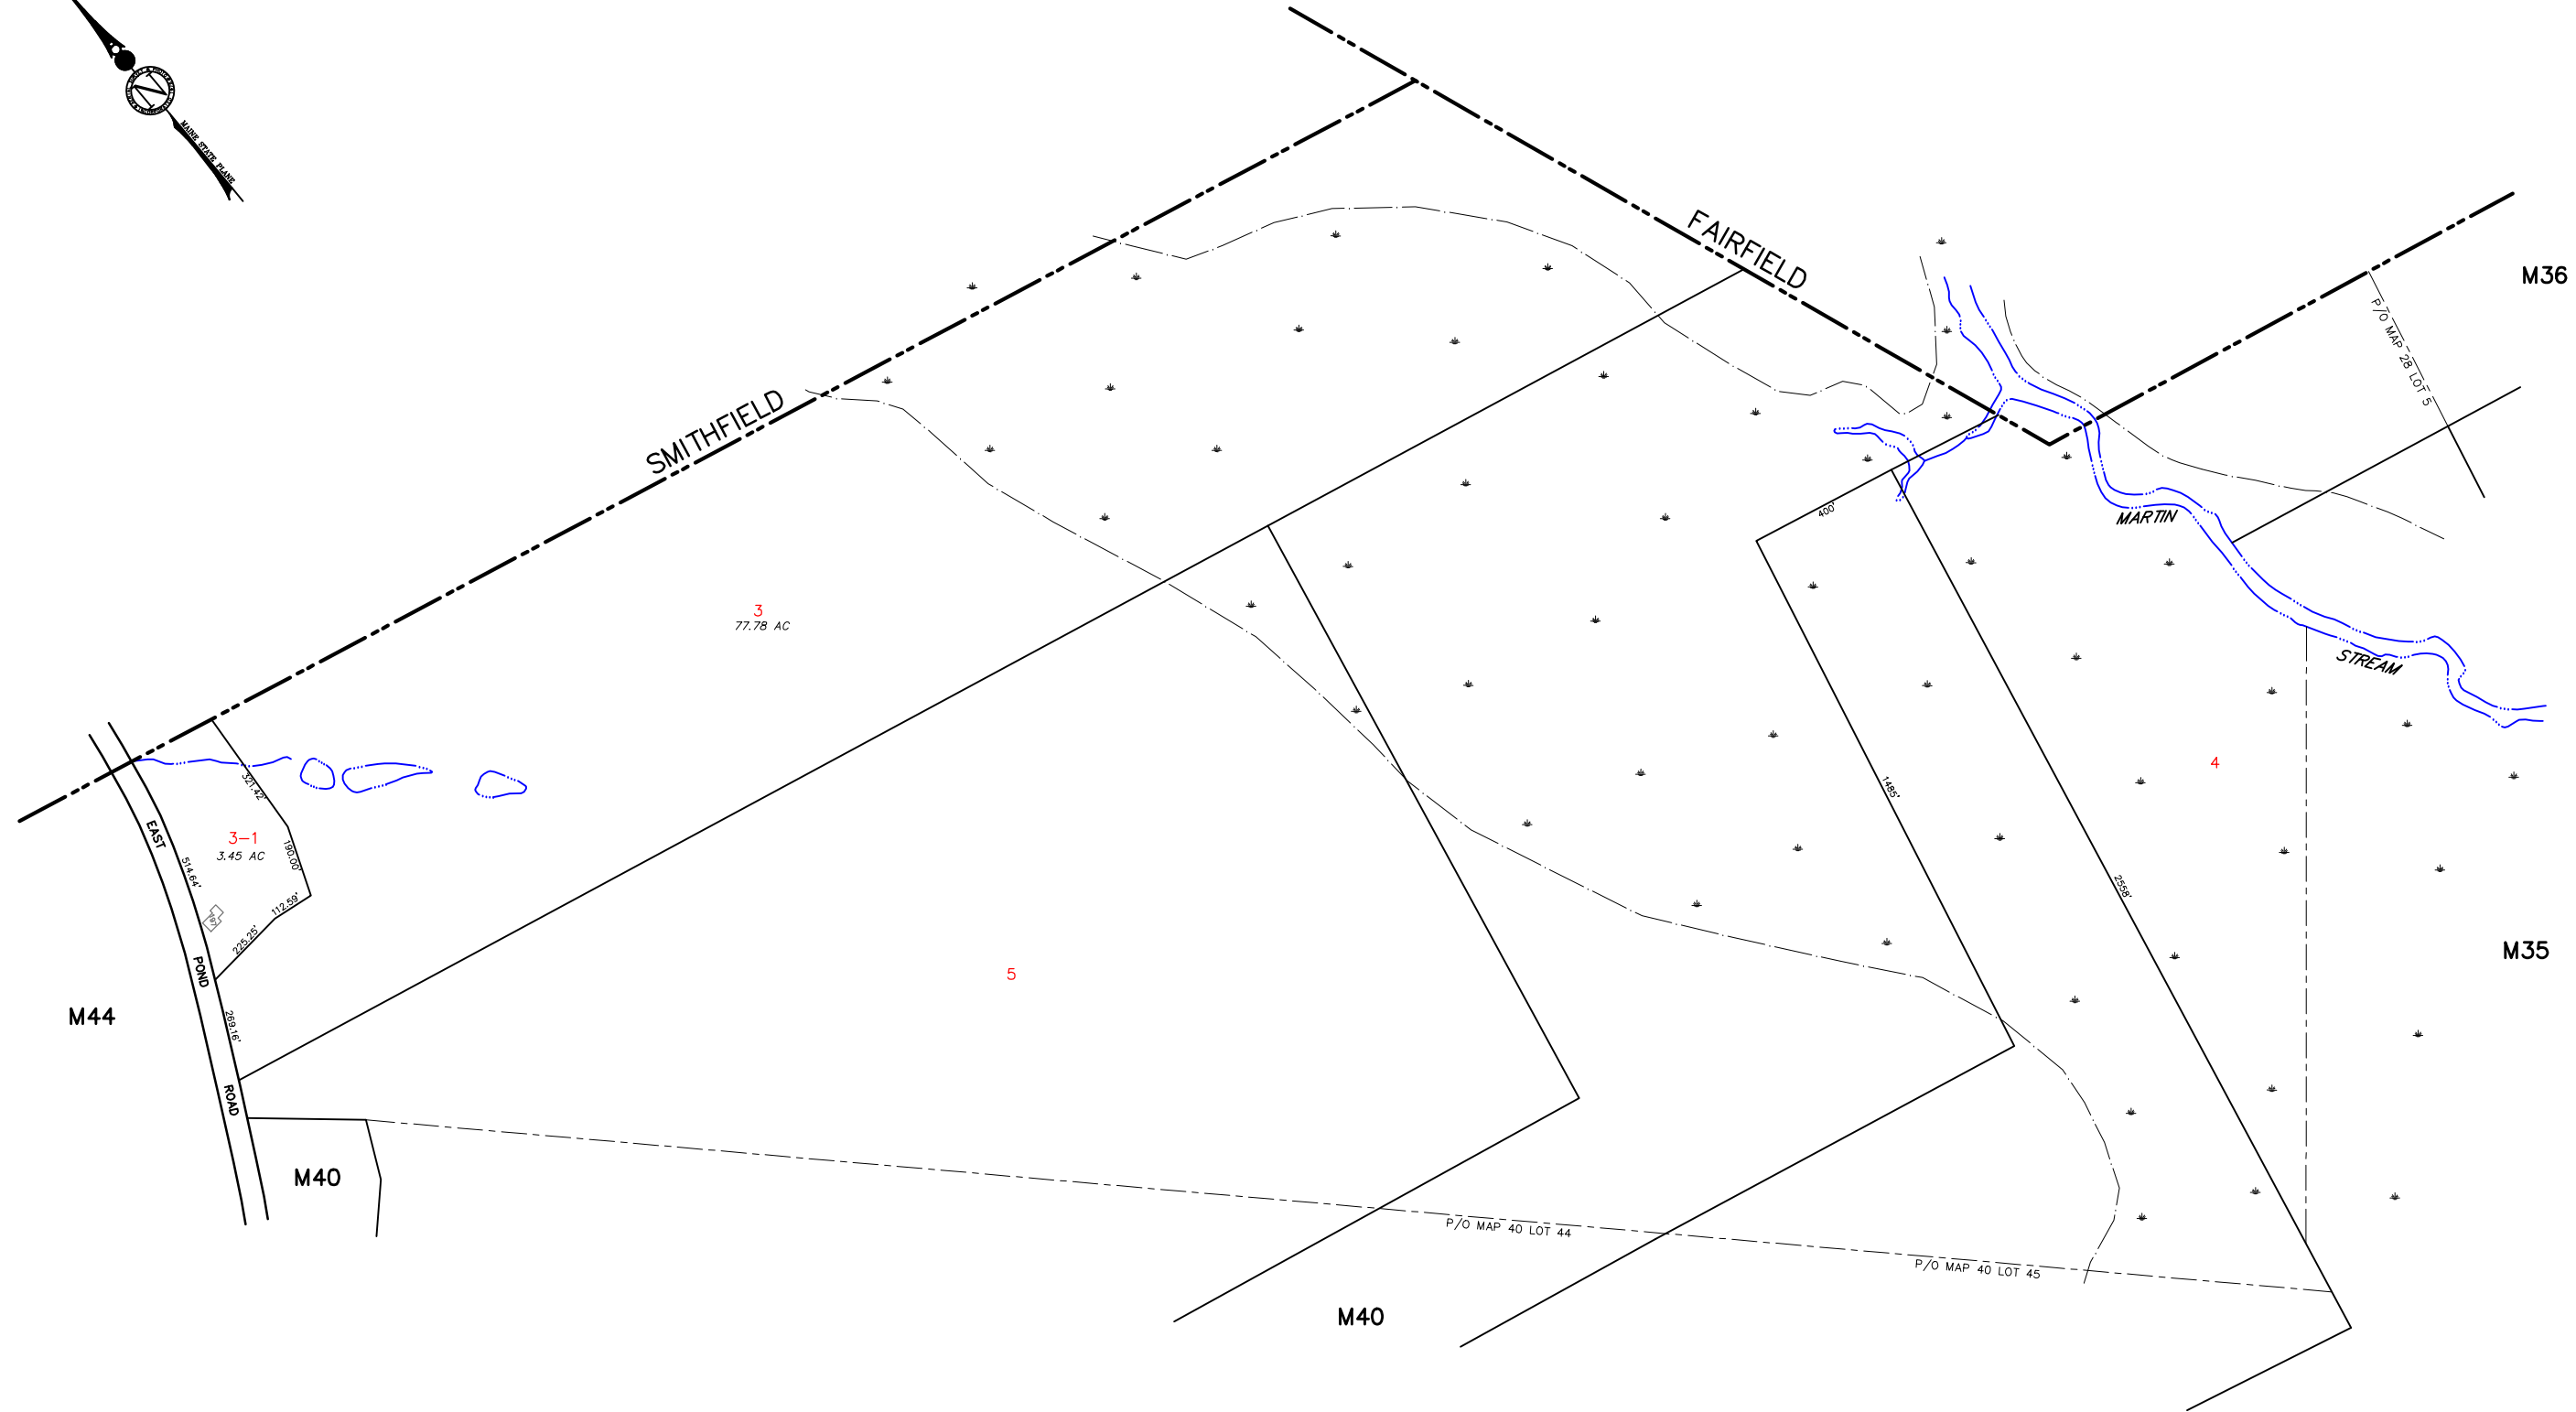 N
MAINE STATE PLANE
SMITHFIELD
FAIRFIELD
M36
P/O MAP 28 LOT 5
400'
MARTIN
STREAM
3
77.78 AC
4
321.42'
3-1
3.45 AC
190.00'
514.64'
112.59'
225.25'
EAST
POND
ROAD
269.16'
1485'
2558'
5
M35
M44
M40
P/O MAP 40 LOT 44
P/O MAP 40 LOT 45
M40